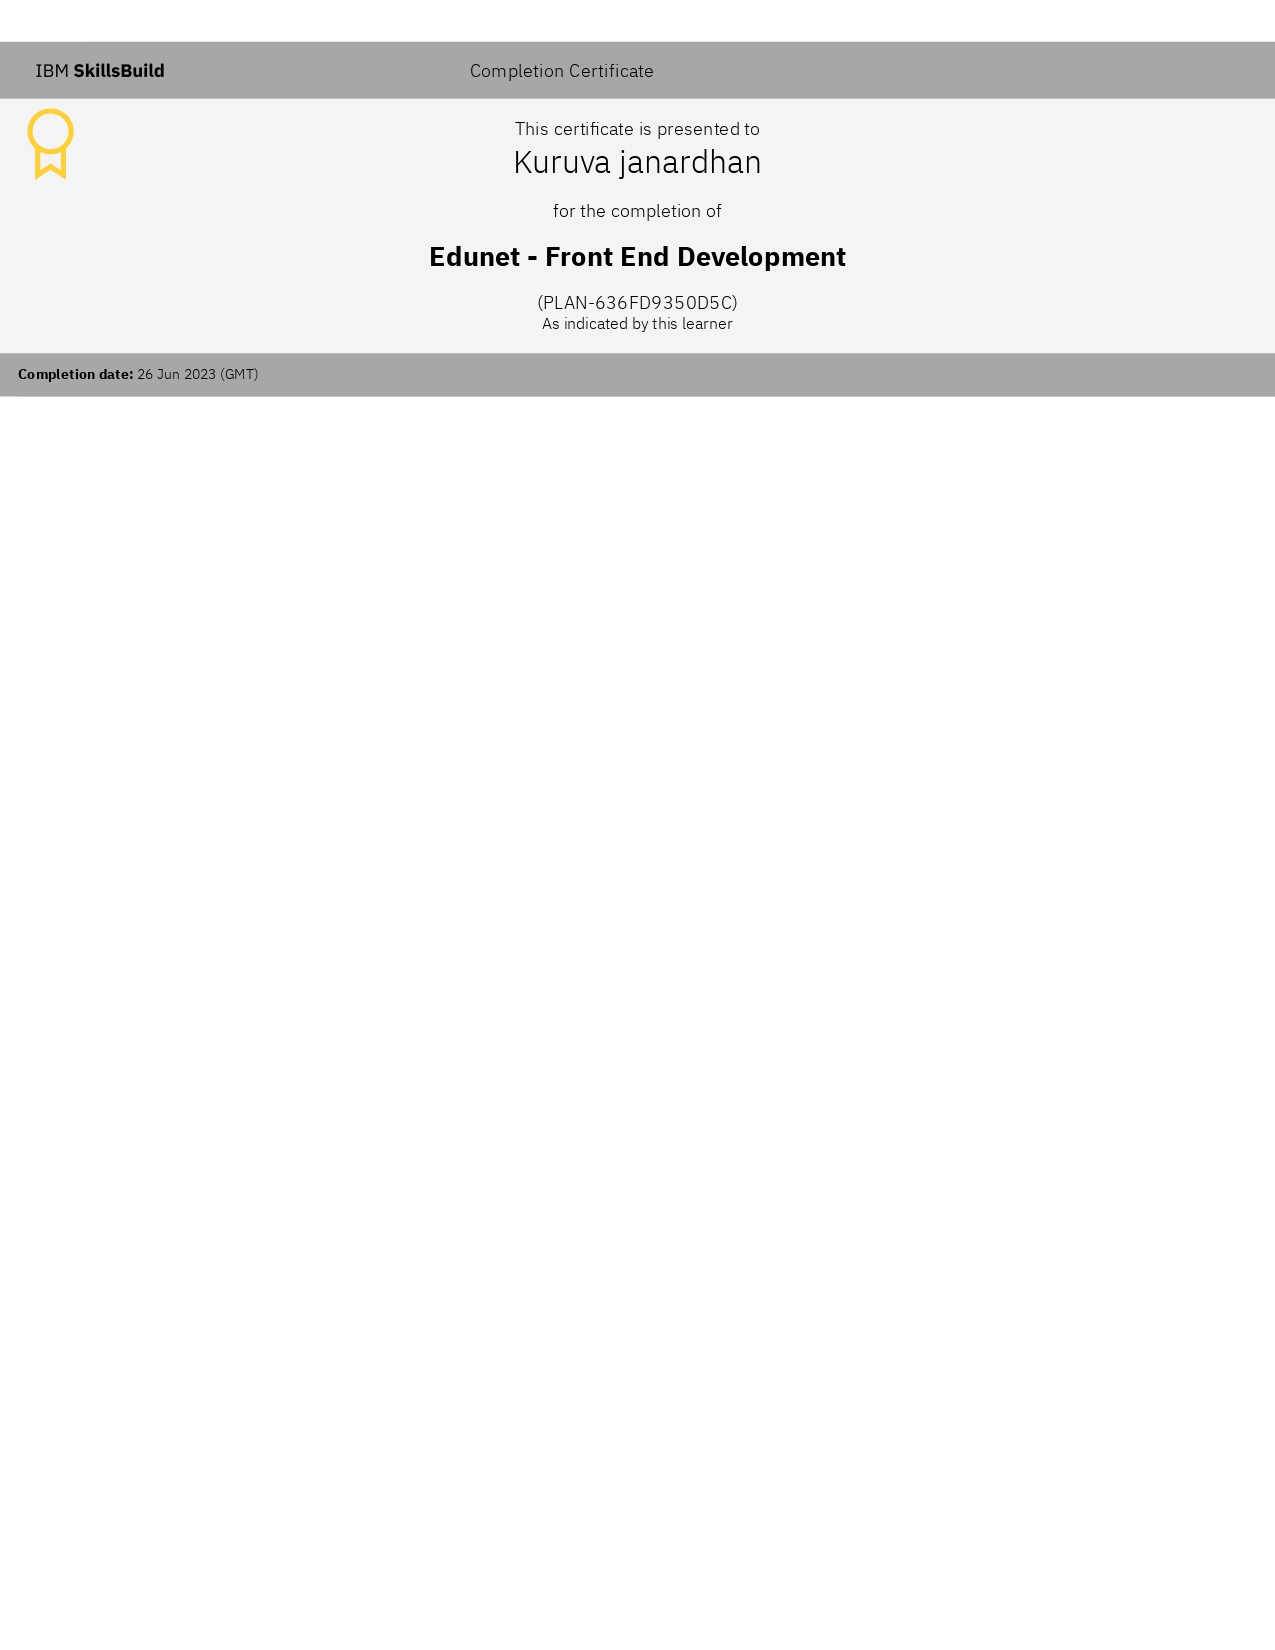 IBM SkillsBuild
Completion Certificate
This certificate is presented to
Kuruva janardhan
for the completion of
Edunet - Front End Development
(PLAN-636FD9350D5C)
As indicated by this learner
Completion date: 26 Jun 2023 (GMT)